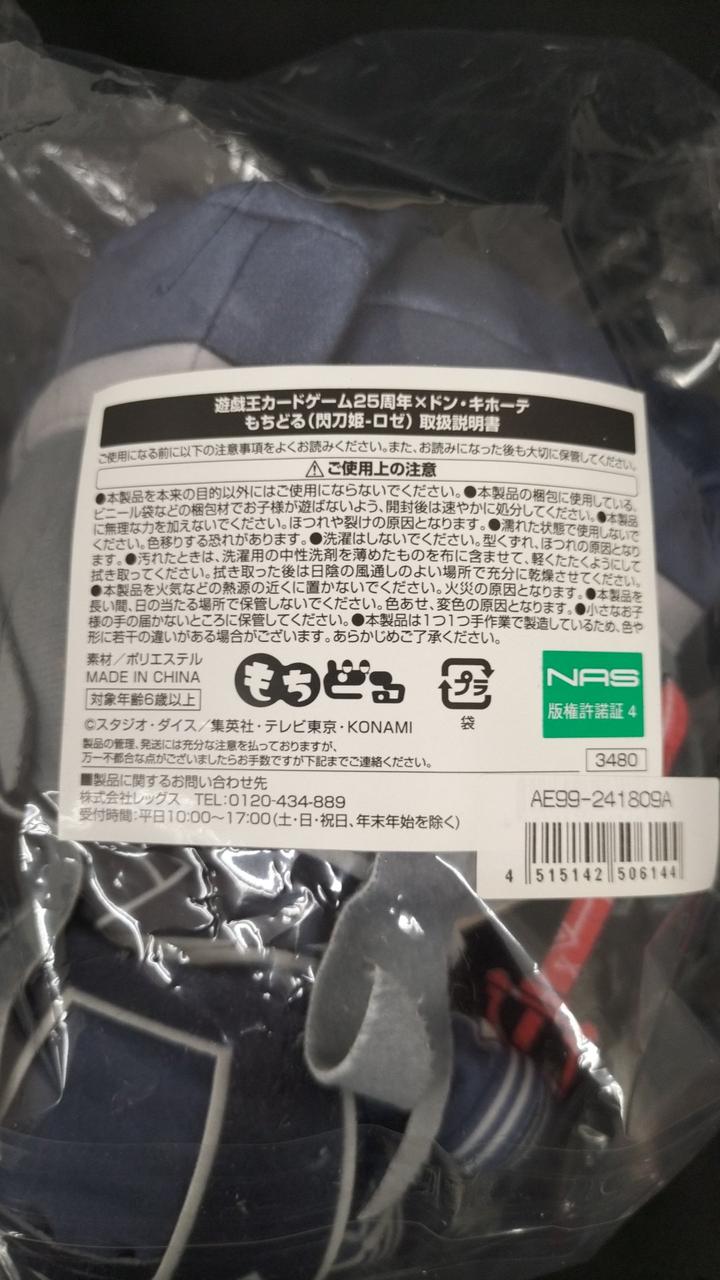 遊戯王カードゲーム25周年×ドン・キホーテ
もちどる(閃刀姫-ロゼ) 取扱説明書
ご使用になる前に以下の注意事項をよくお読みください。また、お読みになった後も大切に保管してください。
⚠ご使用上の注意
●本製品を本来の目的以外にはご使用にならないでください。●本製品の梱包に使用している、
ビニール袋などの梱包材でお子様が遊ばないよう、開封後は速やかに処分してください。●本製品
に無理な力を加えないでください。ほつれや裂けの原因となります。●濡れた状態で使用しないで
ください。色移りする恐れがあります。●洗濯はしないでください。型くずれ、ほつれの原因となり
ます。●汚れたときは、洗濯用の中性洗剤を薄めたものを布に含ませて、軽くたたくようにして
拭き取ってください。拭き取った後は日陰の風通しのよい場所で充分に乾燥させてください。
●本製品を火気などの熱源の近くに置かないでください。火災の原因となります。●本製品を
長い間、日の当たる場所で保管しないでください。色あせ、変色の原因となります。●小さなお子
様の手の届かないところに保管してください。●本製品は1つ1つ手作業で製造しているため、色や
形に若干の違いがある場合がございます。あらかじめご了承ください。
素材/ポリエステル
MADE IN CHINA
対象年齢6歳以上
もちどる
プラ
袋
NAS
版権許諾証 4
©スタジオ・ダイス/集英社・テレビ東京・KONAMI
製品の管理、発送には充分な注意を払っておりますが、
万一不都合な点がございましたらお手数ですが下記までご連絡ください。
3480
■製品に関するお問い合わせ先
株式会社レッグス TEL:0120-434-889
受付時間:平日10:00〜17:00(土・日・祝日、年末年始を除く)
AE99-241809A
4 515142 506144